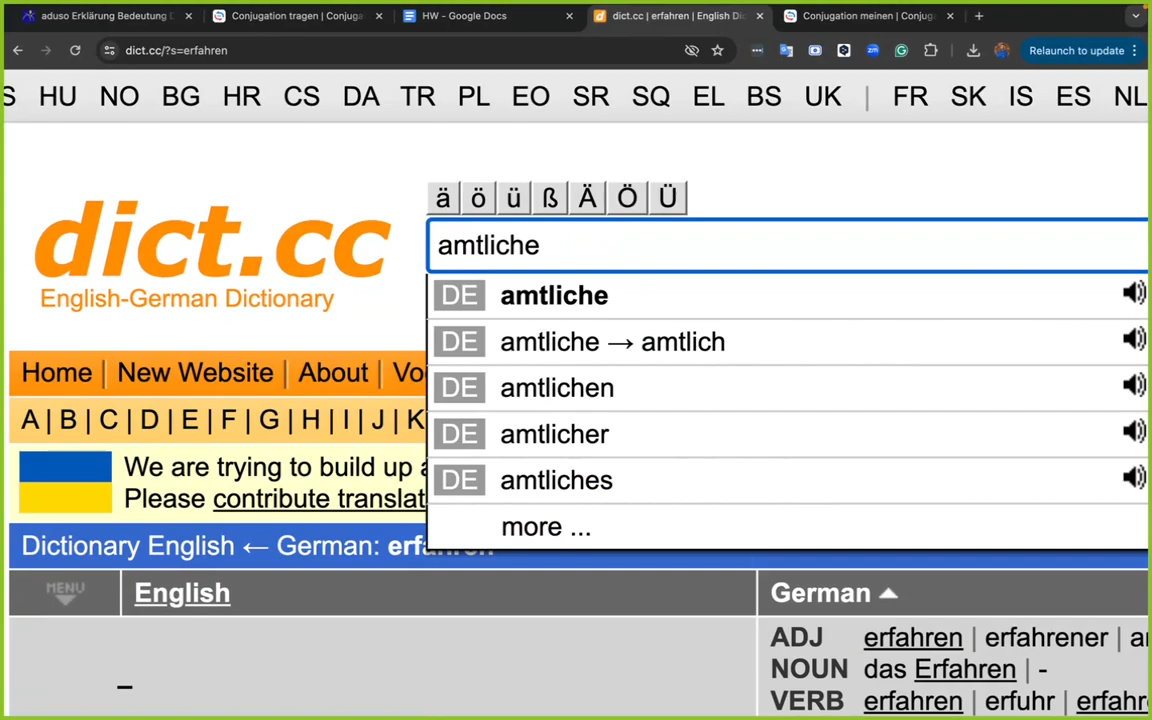 aduso Erklärung Bedeutung
Conjugation tragen | Conjuga
HW - Google Docs
dict.cc | erfahren | English Di
Conjugation meinen | Conjug
dict.cc/?s=erfahren
Relaunch to update
S HU NO BG HR CS DA TR PL EO SR SQ EL BS UK | FR SK IS ES NL
ä ö ü ß Ä Ö Ü
dict.cc
English-German Dictionary
amtliche
DE amtliche
DE amtliche → amtlich
DE amtlichen
DE amtlicher
DE amtliches
more ...
Home | New Website | About | Vo
A | B | C | D | E | F | G | H | I | J | K
We are trying to build up a
Please contribute translat
Dictionary English ← German: erfahren
MENU
English
German
ADJ erfahren | erfahrener | a
NOUN das Erfahren | -
VERB erfahren | erfuhr | erfahr